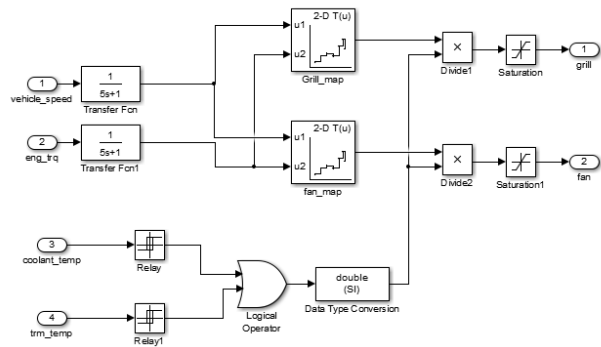 2-D T(u)
u1
u2
Grill_map
1
vehicle_speed
1
5s+1
Transfer Fcn
×
Divide1
Saturation
1
grill
2
eng_trq
1
5s+1
Transfer Fcn1
2-D T(u)
u1
u2
fan_map
×
Divide2
Saturation1
2
fan
3
coolant_temp
Relay
4
trm_temp
Relay1
Logical
Operator
double
(SI)
Data Type Conversion